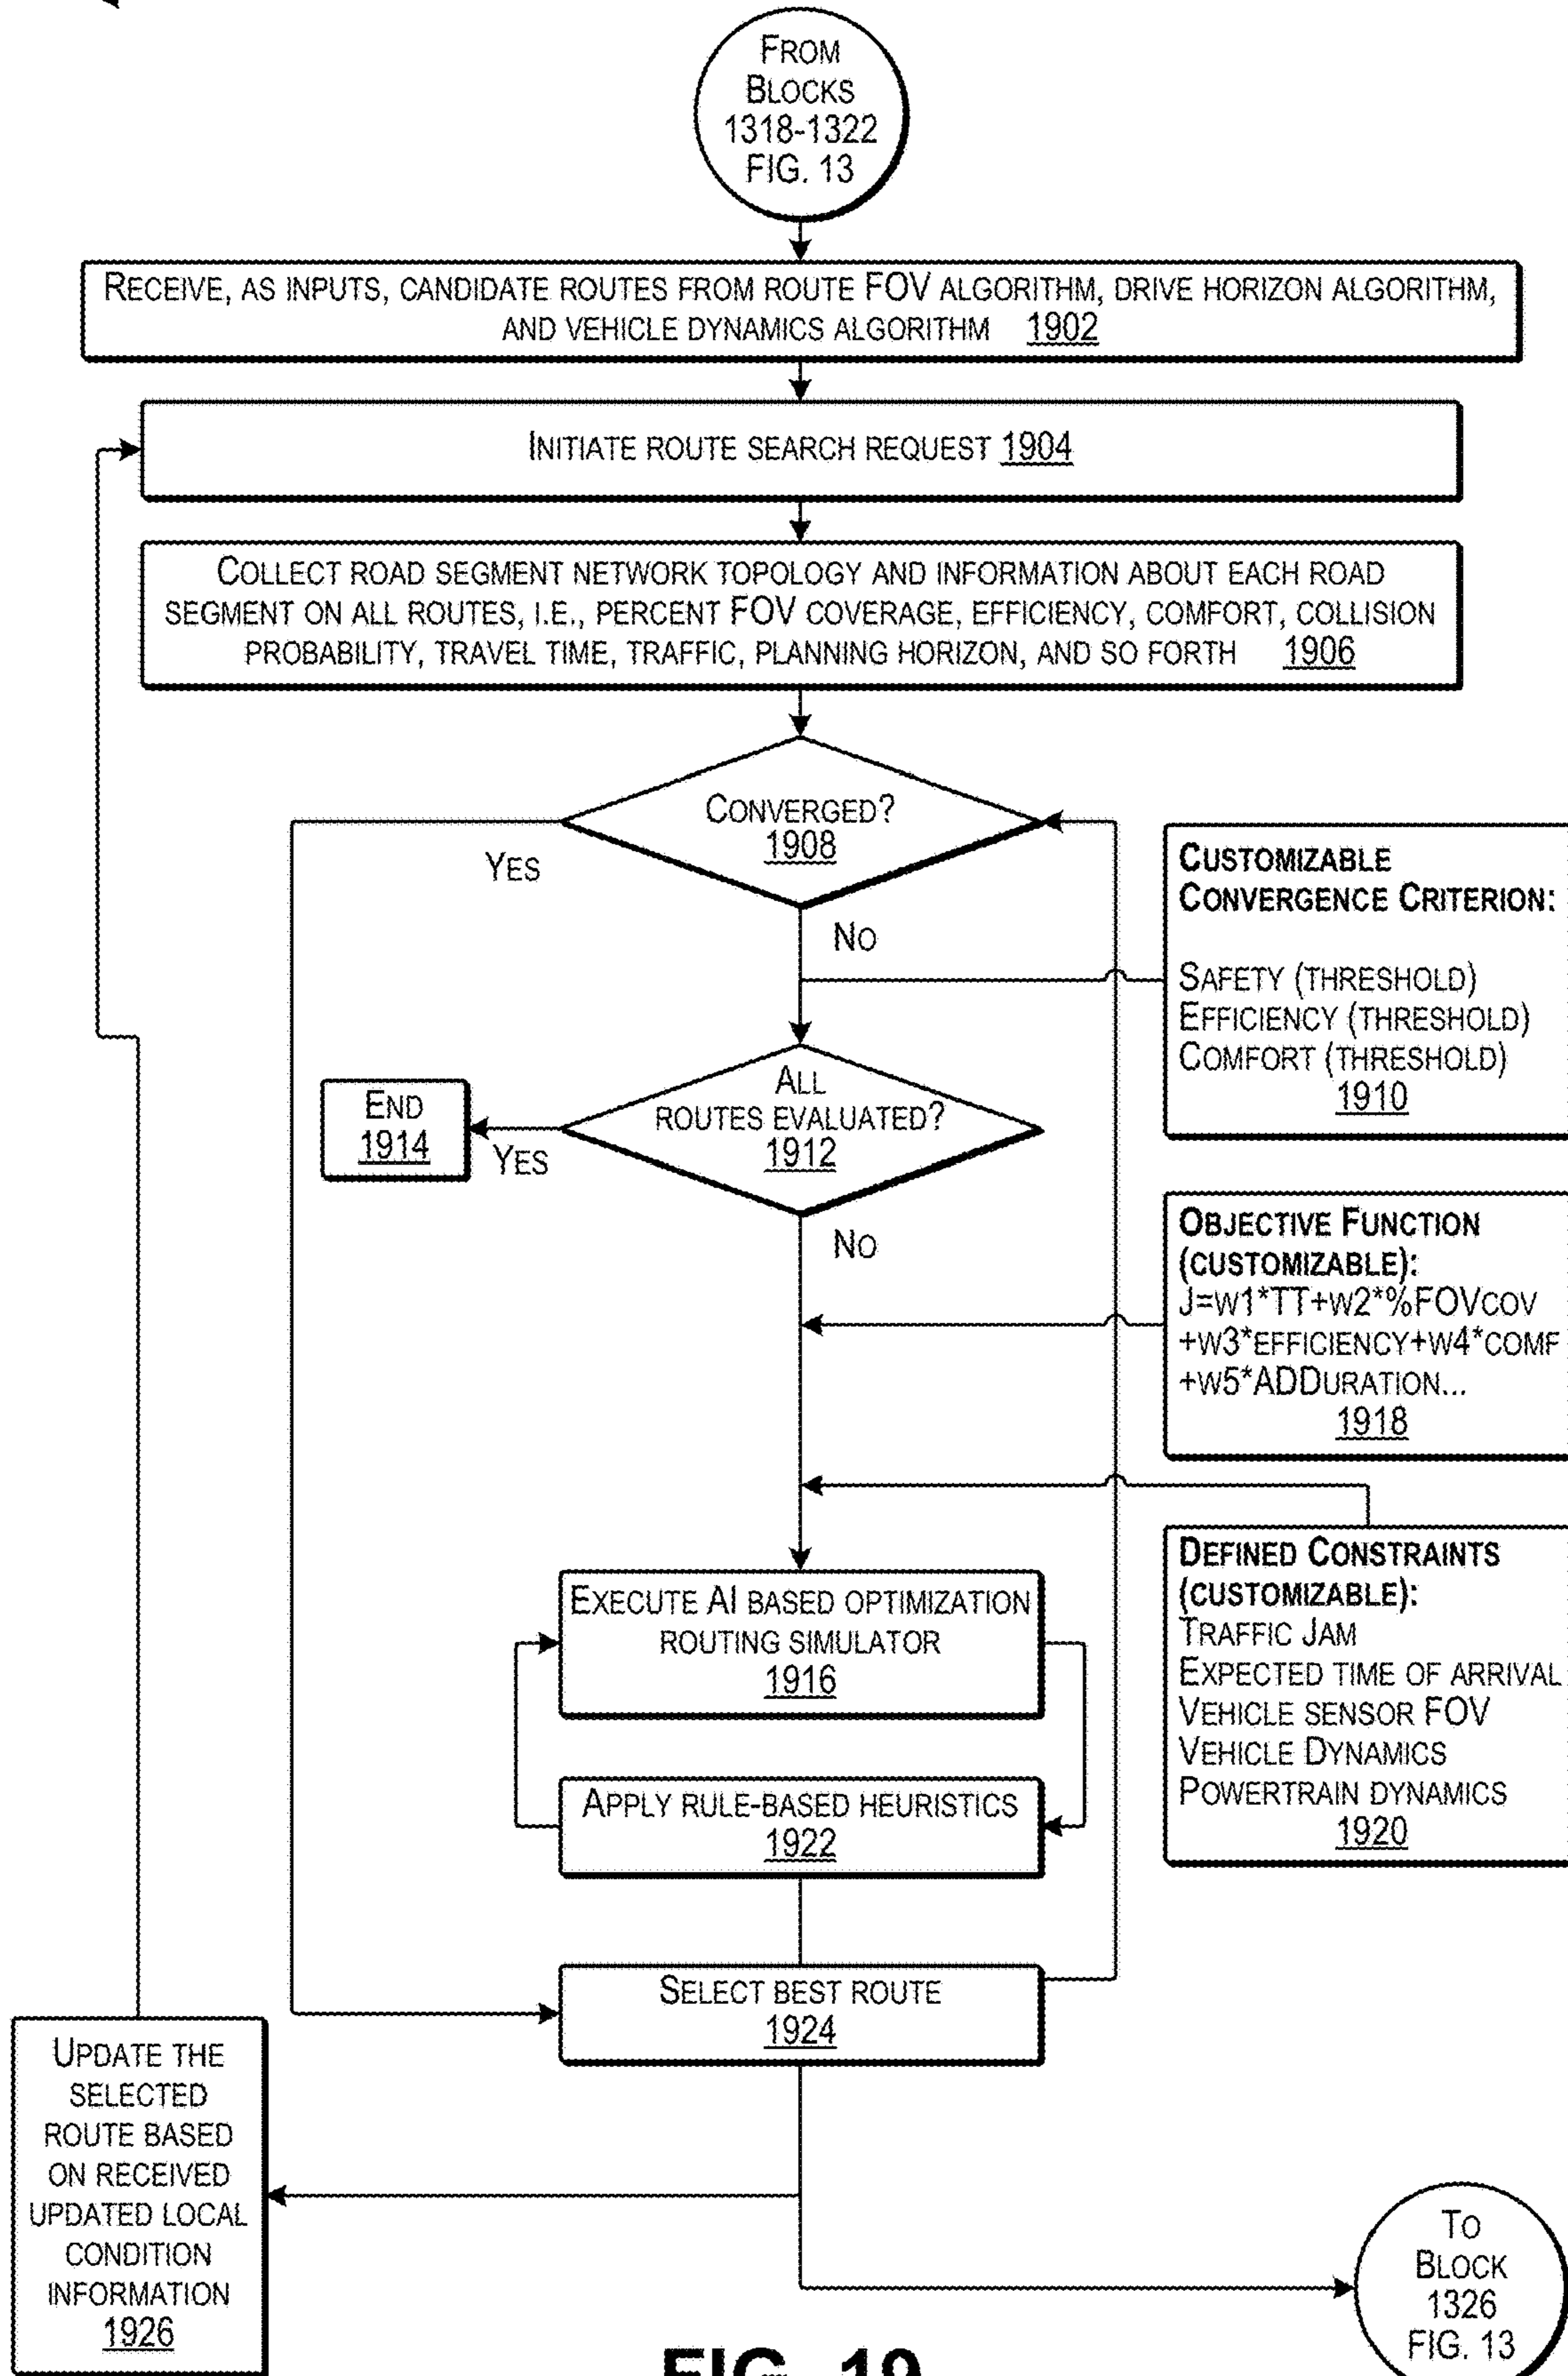 FROM
BLOCKS
1318-1322
FIG. 13
RECEIVE, AS INPUTS, CANDIDATE ROUTES FROM ROUTE FOV ALGORITHM, DRIVE HORIZON ALGORITHM,
AND VEHICLE DYNAMICS ALGORITHM 1902
INITIATE ROUTE SEARCH REQUEST 1904
COLLECT ROAD SEGMENT NETWORK TOPOLOGY AND INFORMATION ABOUT EACH ROAD
SEGMENT ON ALL ROUTES, I.E., PERCENT FOV COVERAGE, EFFICIENCY, COMFORT, COLLISION
PROBABILITY, TRAVEL TIME, TRAFFIC, PLANNING HORIZON, AND SO FORTH 1906
CONVERGED?
1908
YES
NO
CUSTOMIZABLE
CONVERGENCE CRITERION:
SAFETY (THRESHOLD)
EFFICIENCY (THRESHOLD)
COMFORT (THRESHOLD)
1910
ALL
ROUTES EVALUATED?
1912
END
1914
YES
NO
OBJECTIVE FUNCTION
(CUSTOMIZABLE):
J=W1*TT+W2*%FOVCOV
+W3*EFFICIENCY+W4*COMF
+W5*ADDURATION...
1918
DEFINED CONSTRAINTS
(CUSTOMIZABLE):
TRAFFIC JAM
EXPECTED TIME OF ARRIVAL
VEHICLE SENSOR FOV
VEHICLE DYNAMICS
POWERTRAIN DYNAMICS
1920
EXECUTE AI BASED OPTIMIZATION
ROUTING SIMULATOR
1916
APPLY RULE-BASED HEURISTICS
1922
SELECT BEST ROUTE
1924
UPDATE THE
SELECTED
ROUTE BASED
ON RECEIVED
UPDATED LOCAL
CONDITION
INFORMATION
1926
TO
BLOCK
1326
FIG. 13
FIG. 19